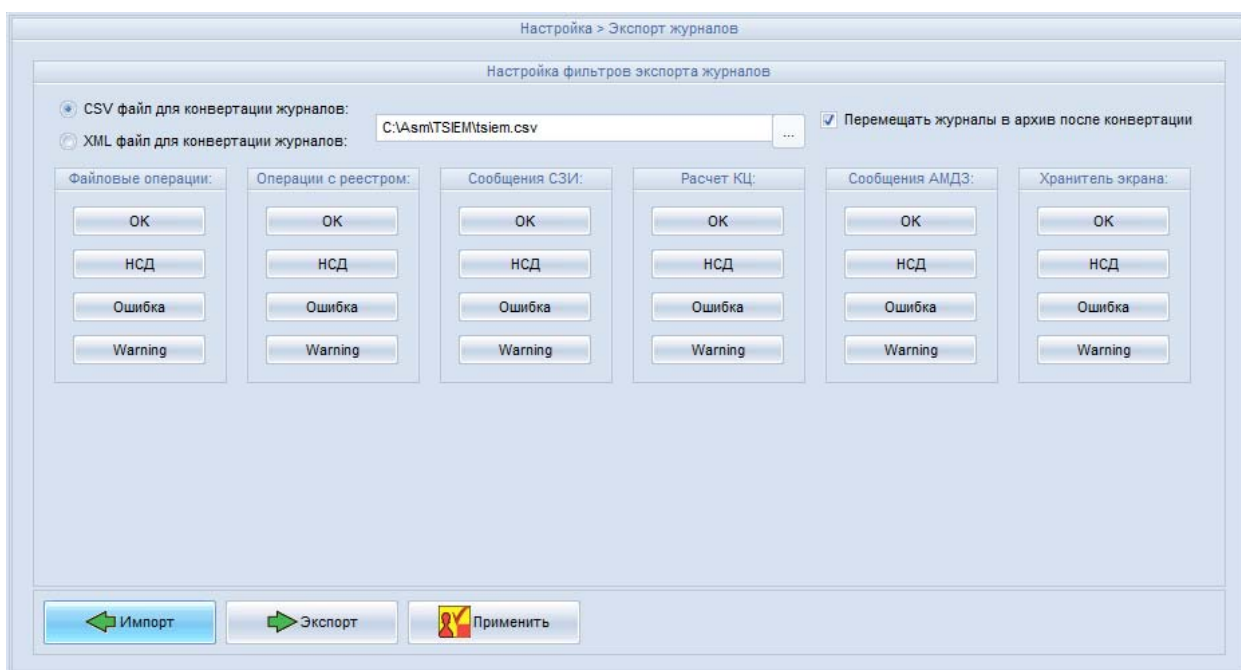 Настройка > Экспорт журналов
Настройка фильтров экспорта журналов
CSV файл для конвертации журналов:
XML файл для конвертации журналов:
C:\Asm\TSIEM\tsiem.csv
...
Перемещать журналы в архив после конвертации
Файловые операции: Операции с реестром: Сообщения СЗИ: Расчет КЦ: Сообщения АМДЗ: Хранитель экрана:
OK OK OK OK OK OK
НСД НСД НСД НСД НСД НСД
Ошибка Ошибка Ошибка Ошибка Ошибка Ошибка
Warning Warning Warning Warning Warning Warning
Импорт Экспорт Применить